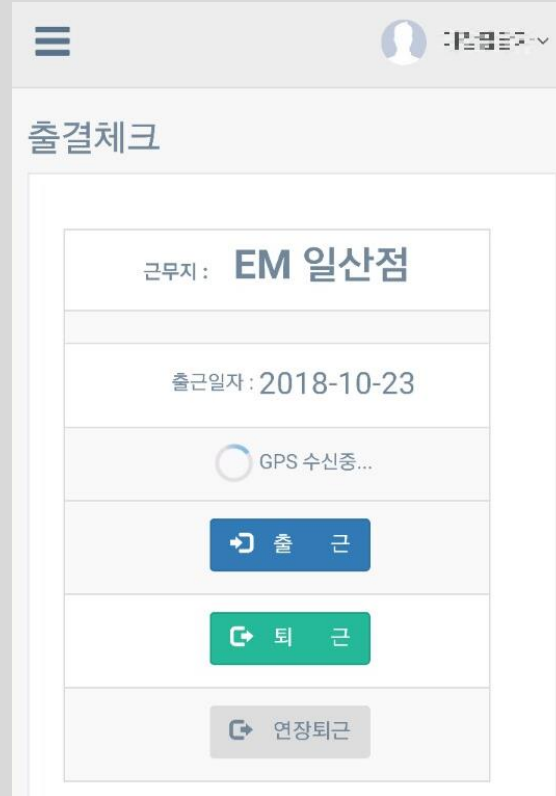 출결체크
근무지 : EM 일산점
출근일자 : 2018-10-23
GPS 수신중...
출 근
퇴 근
연장퇴근